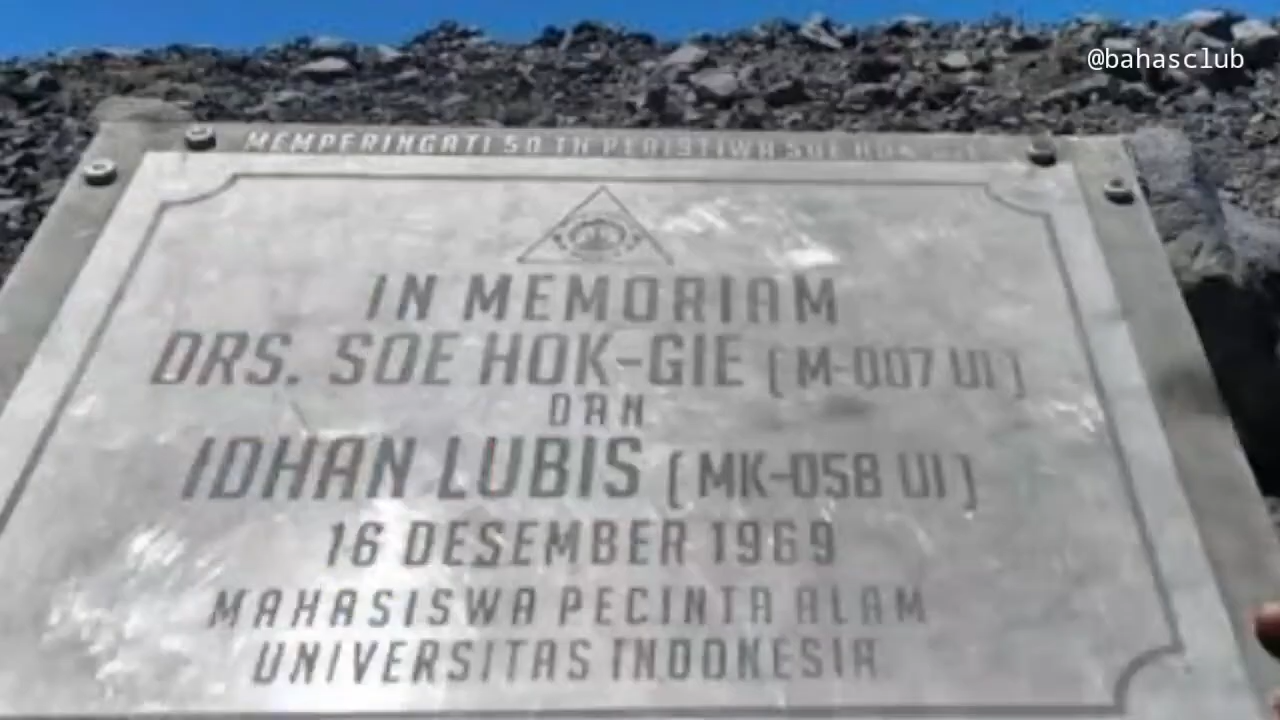 @bahasclub
MEMPERINGATI 50 TH PERISTIWA SOE HOK GIE
IN MEMORIAM
DRS. SOE HOK-GIE (M-007 UI)
DAN
IDHAN LUBIS (MK-058 UI)
16 DESEMBER 1969
MAHASISWA PECINTA ALAM
UNIVERSITAS INDONESIA